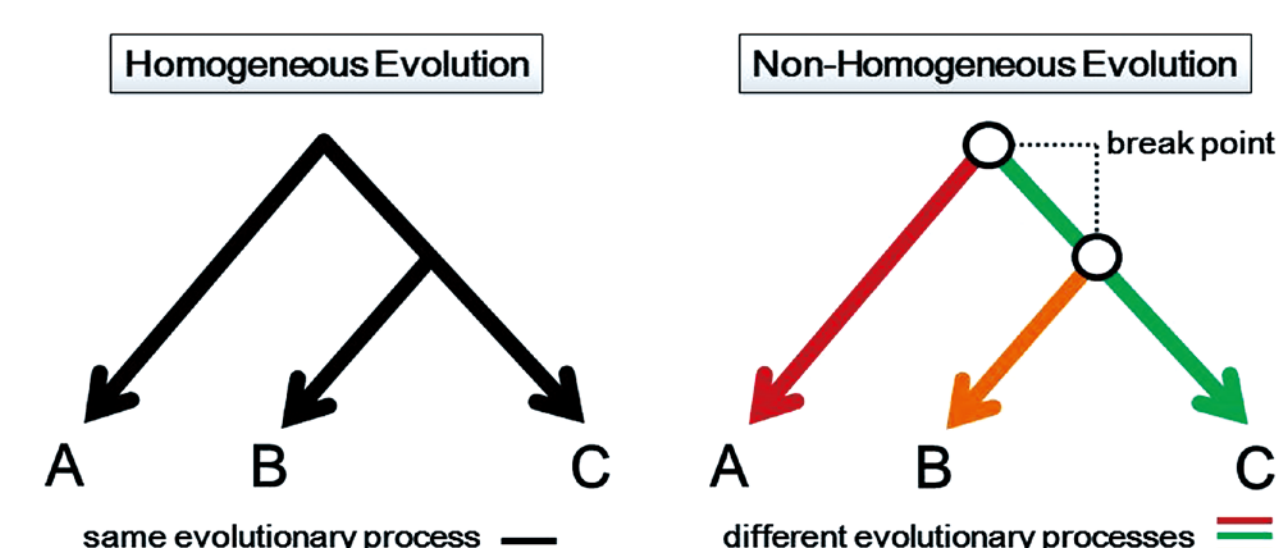 Homogeneous Evolution
Non-Homogeneous Evolution
break point
A B C
A B C
same evolutionary process
different evolutionary processes